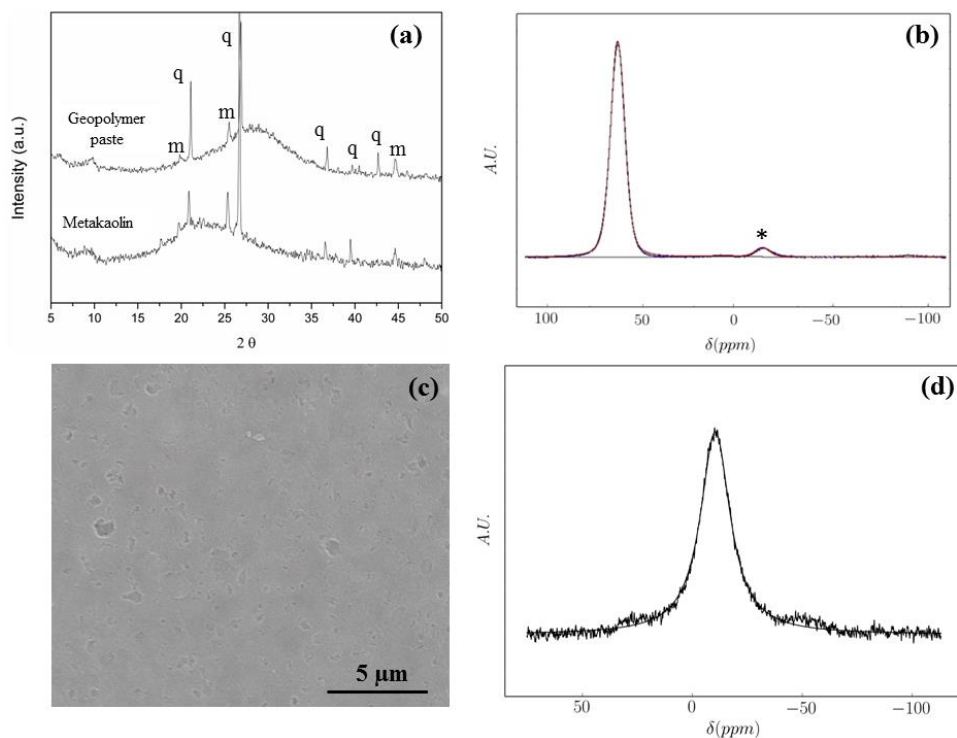 (a)
q
q
m
Geopolymer
paste
m
q
q
q
m
Metakaolin
Intensity (a.u.)
5 10 15 20 25 30 35 40 45 50
2 θ
(b)
A.U.
*
100 50 0 −50 −100
δ(ppm)
(c)
5 μm
(d)
A.U.
50 0 −50 −100
δ(ppm)